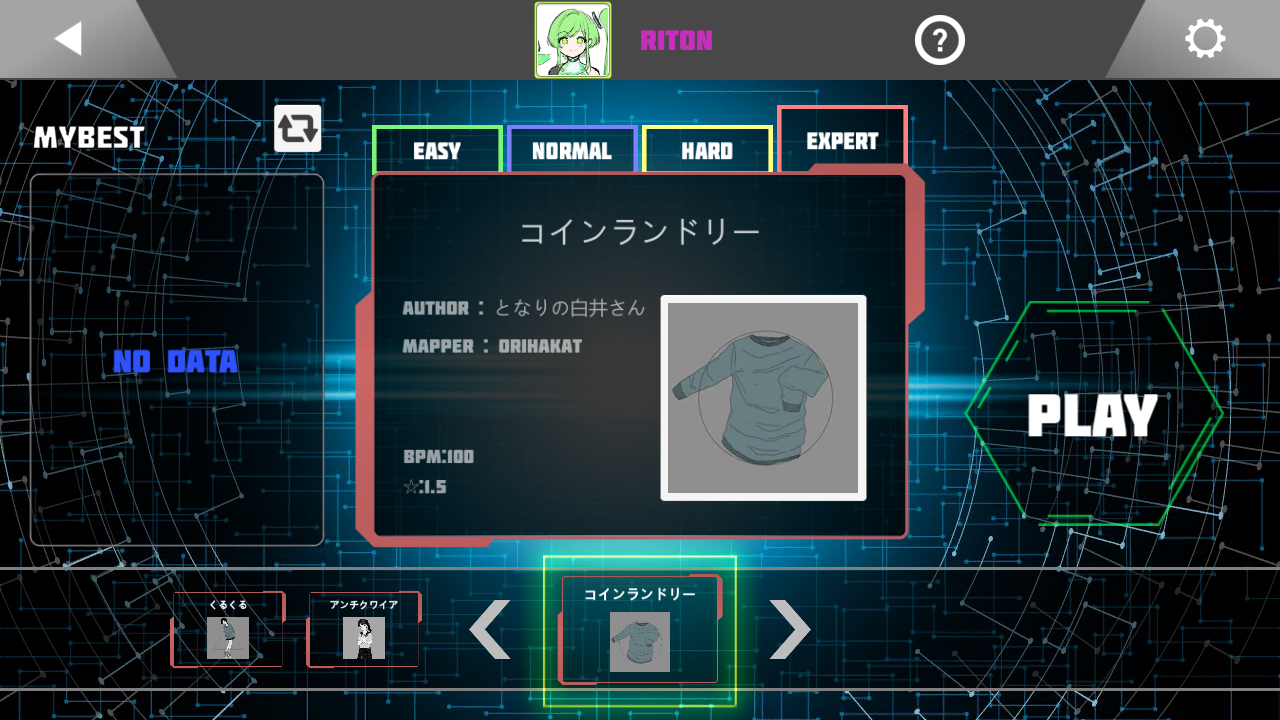 RITON
?
MYBEST
EASY
NORMAL
HARD
EXPERT
コインランドリー
AUTHOR : となりの白井さん
MAPPER : ORIHAKAT
BPM:100
☆:1.5
NO DATA
PLAY
くるくる
アンチクワイア
コインランドリー